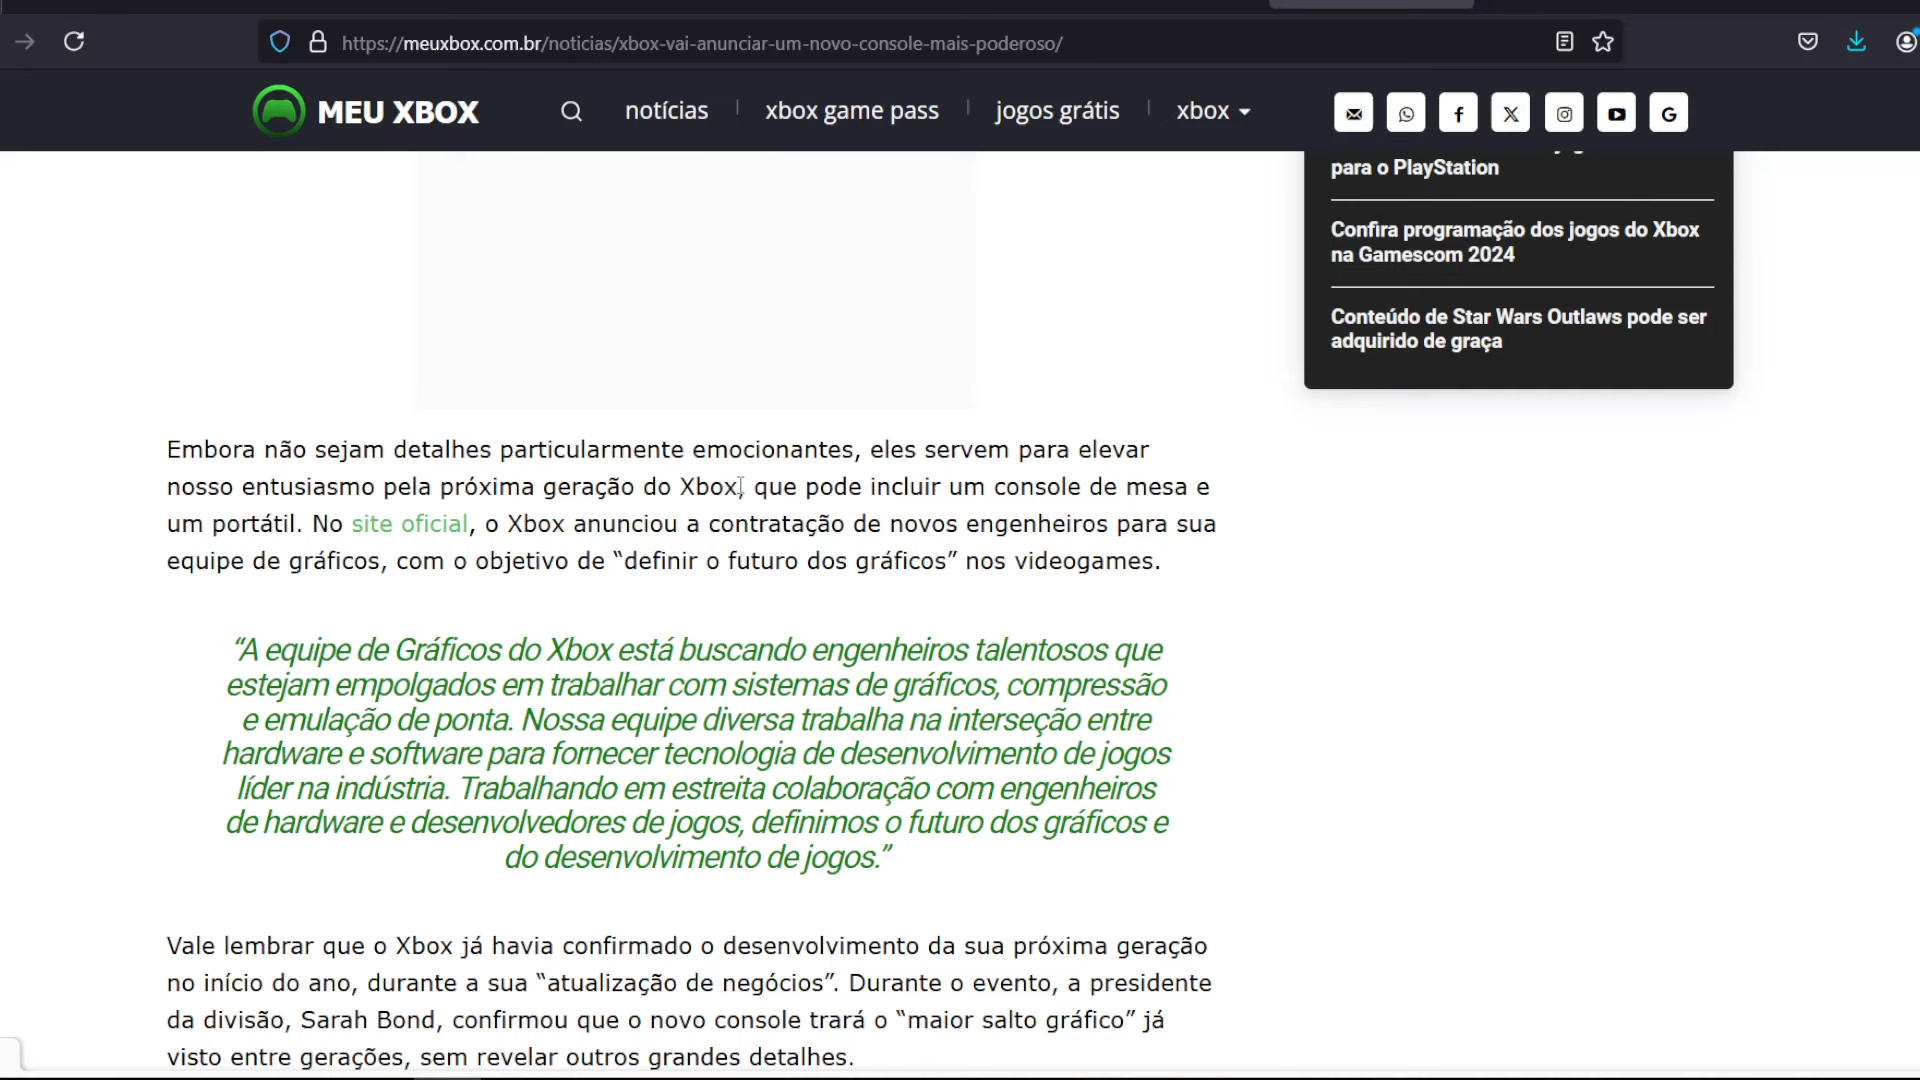 https://meuxbox.com.br/noticias/xbox-vai-anunciar-um-novo-console-mais-poderoso/
MEU XBOX
notícias
xbox game pass
jogos grátis
xbox
para o PlayStation
Confira programação dos jogos do Xbox
na Gamescom 2024
Conteúdo de Star Wars Outlaws pode ser
adquirido de graça
Embora não sejam detalhes particularmente emocionantes, eles servem para elevar
nosso entusiasmo pela próxima geração do Xbox, que pode incluir um console de mesa e
um portátil. No site oficial, o Xbox anunciou a contratação de novos engenheiros para sua
equipe de gráficos, com o objetivo de “definir o futuro dos gráficos” nos videogames.
“A equipe de Gráficos do Xbox está buscando engenheiros talentosos que
estejam empolgados em trabalhar com sistemas de gráficos, compressão
e emulação de ponta. Nossa equipe diversa trabalha na interseção entre
hardware e software para fornecer tecnologia de desenvolvimento de jogos
líder na indústria. Trabalhando em estreita colaboração com engenheiros
de hardware e desenvolvedores de jogos, definimos o futuro dos gráficos e
do desenvolvimento de jogos.”
Vale lembrar que o Xbox já havia confirmado o desenvolvimento da sua próxima geração
no início do ano, durante a sua “atualização de negócios”. Durante o evento, a presidente
da divisão, Sarah Bond, confirmou que o novo console trará o “maior salto gráfico” já
visto entre gerações, sem revelar outros grandes detalhes.